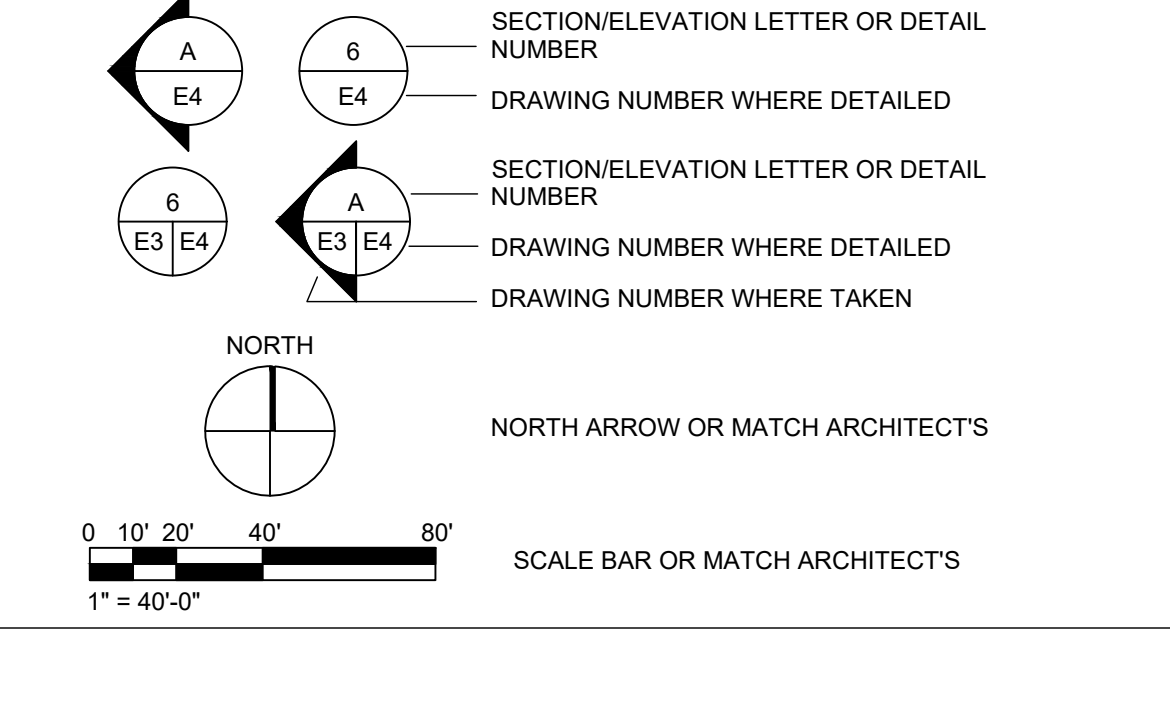 A
E4
6
E4
SECTION/ELEVATION LETTER OR DETAIL
NUMBER
DRAWING NUMBER WHERE DETAILED
6
E3 E4
A
E3 E4
SECTION/ELEVATION LETTER OR DETAIL
NUMBER
DRAWING NUMBER WHERE DETAILED
DRAWING NUMBER WHERE TAKEN
NORTH
NORTH ARROW OR MATCH ARCHITECT'S
0 10' 20' 40' 80'
1" = 40'-0"
SCALE BAR OR MATCH ARCHITECT'S